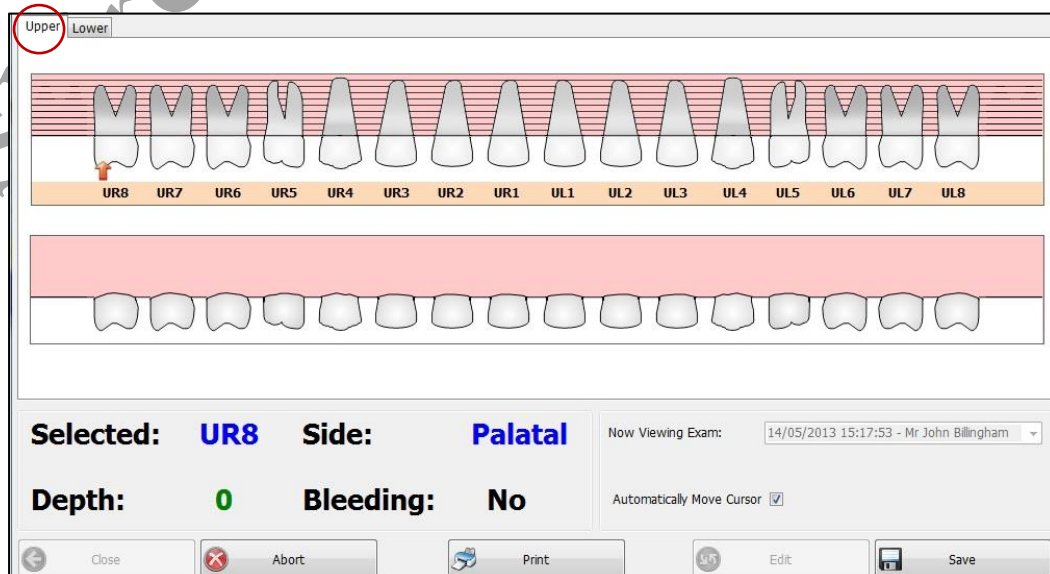 Upper Lower
UR8 UR7 UR6 UR5 UR4 UR3 UR2 UR1 UL1 UL2 UL3 UL4 UL5 UL6 UL7 UL8
Selected: UR8 Side: Palatal
Now Viewing Exam: 14/05/2013 15:17:53 - Mr John Billingham
Depth: 0 Bleeding: No
Automatically Move Cursor
Close Abort Print Edit Save